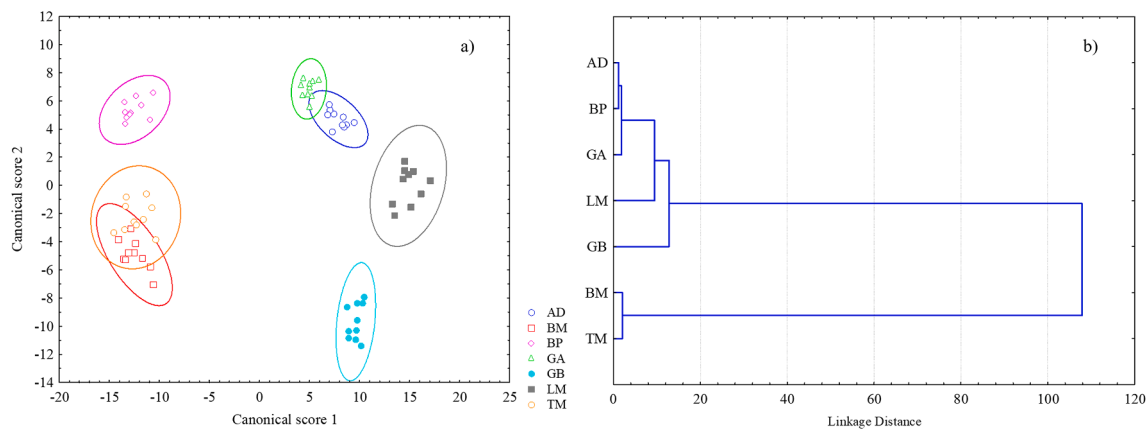 a)
12
10
8
6
4
2
0
-2
-4
-6
-8
-10
-12
-14
Canonical score 2
-20 -15 -10 -5 0 5 10 15 20 25
Canonical score 1
AD
BM
BP
GA
GB
LM
TM
b)
AD
BP
GA
LM
GB
BM
TM
0 20 40 60 80 100 120
Linkage Distance